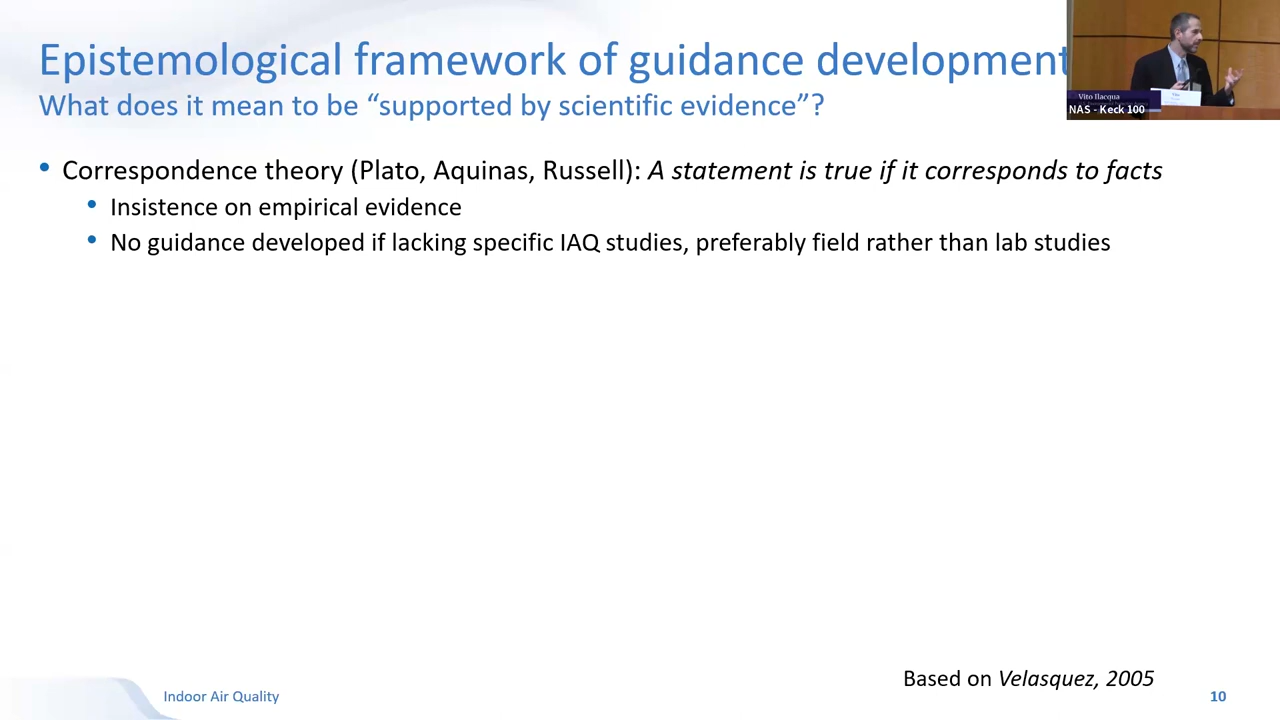 Epistemological framework of guidance development
What does it mean to be “supported by scientific evidence”?
Vito Ilacqua
NAS - Keck 100
• Correspondence theory (Plato, Aquinas, Russell): A statement is true if it corresponds to facts
• Insistence on empirical evidence
• No guidance developed if lacking specific IAQ studies, preferably field rather than lab studies
Based on Velasquez, 2005
Indoor Air Quality
10